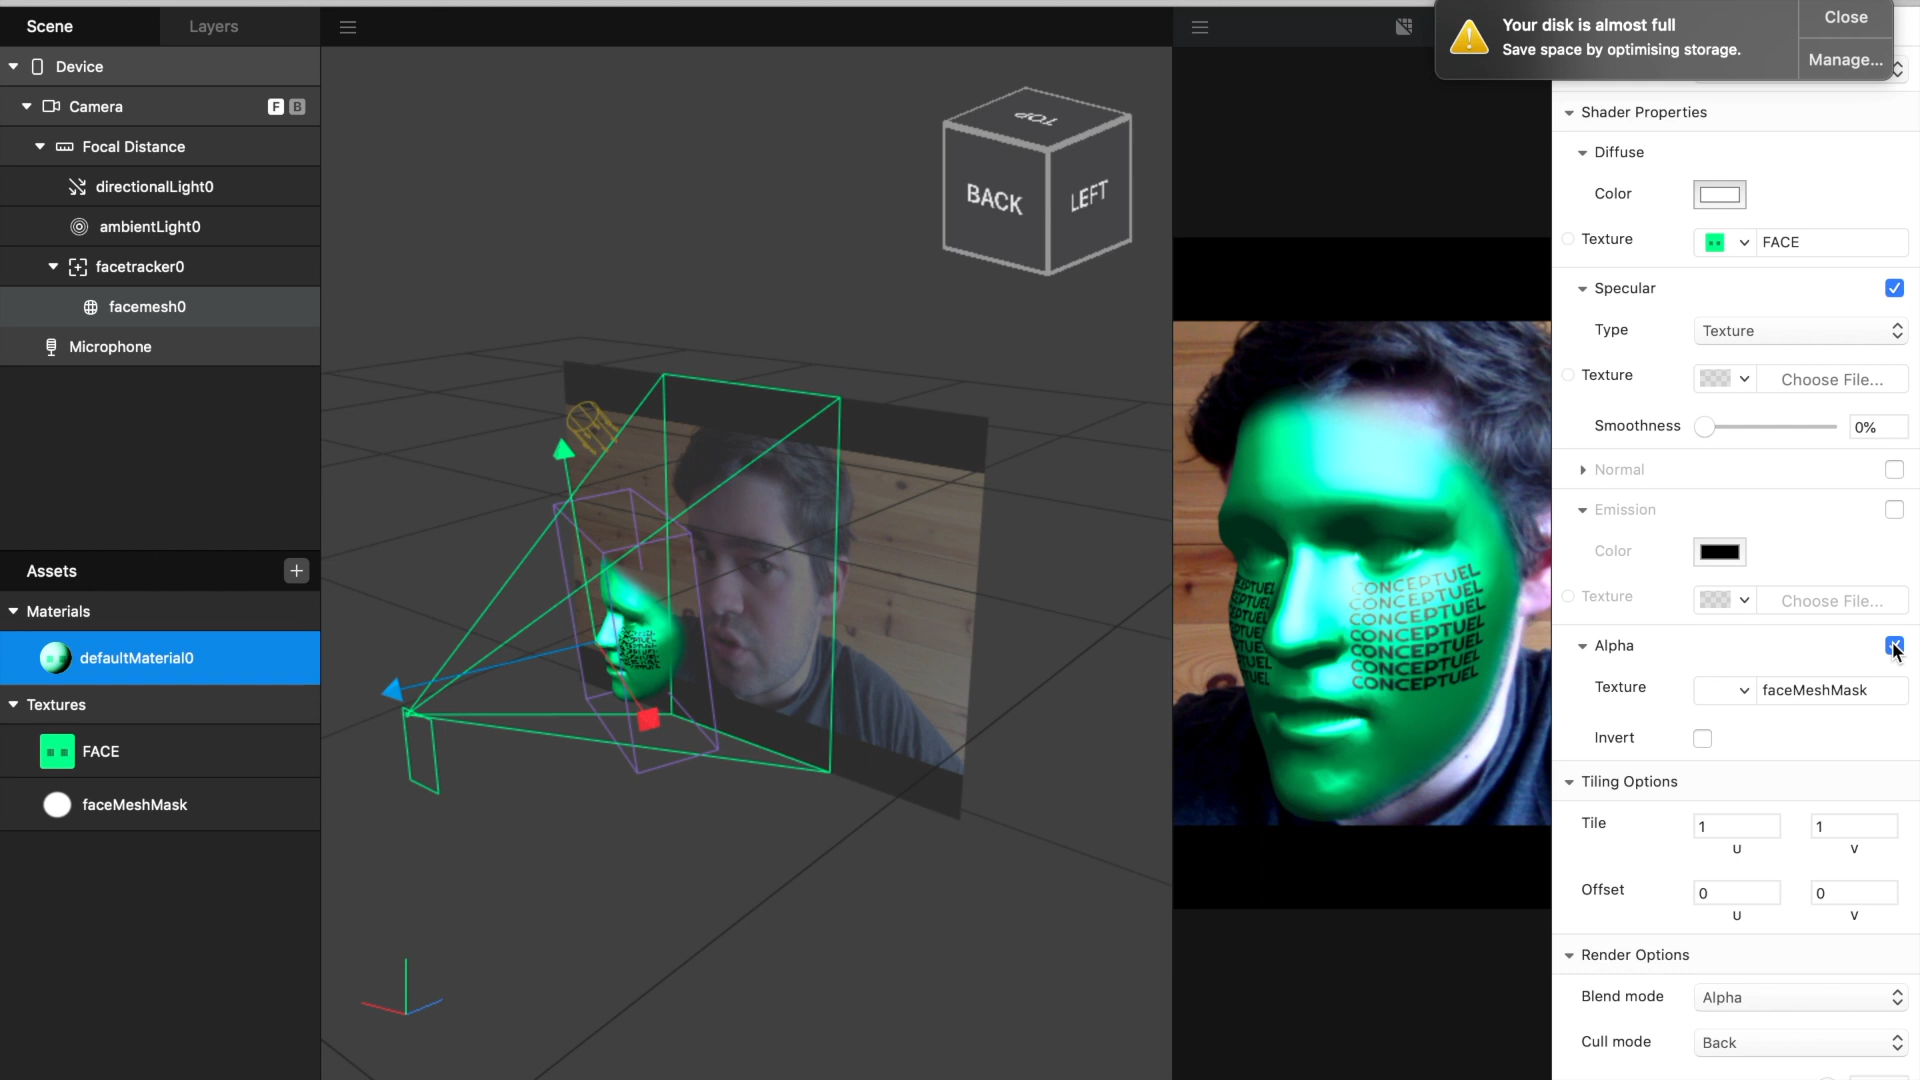 Scene
Layers
Device
Camera
F
B
Focal Distance
directionalLight0
ambientLight0
facetracker0
facemesh0
Microphone
Assets
Materials
defaultMaterial0
Textures
FACE
faceMeshMask
TOP
BACK
LEFT
CONCEPTUEL
CONCEPTUEL
CONCEPTUEL
CONCEPTUEL
CONCEPTUEL
CONCEPTUEL
CONCEPTUEL
Your disk is almost full
Save space by optimising storage.
Close
Manage...
Shader Properties
Diffuse
Color
Texture
FACE
Specular
Type
Texture
Texture
Choose File...
Smoothness
0%
Normal
Emission
Color
Texture
Choose File...
Alpha
Texture
faceMeshMask
Invert
Tiling Options
Tile
1
1
U
V
Offset
0
0
U
V
Render Options
Blend mode
Alpha
Cull mode
Back